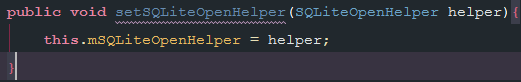 public void setSQLiteOpenHelper(SQLiteOpenHelper helper){
this.mSQLiteOpenHelper = helper;
}